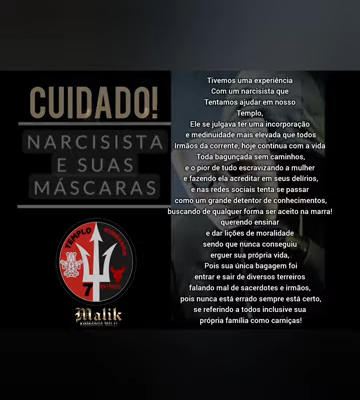 CUIDADO!
NARCISISTA
E SUAS
MÁSCARAS
TEMPLO
7
Malik
Tivemos uma experiência
Com um narcisista que
Tentamos ajudar em nosso
Templo,
Ele se julgava ter uma incorporação
e mediunidade mais elevada que todos
Irmãos da corrente, hoje continua com a vida
Toda bagunçada sem caminhos,
e o pior de tudo escravizando a mulher
e fazendo ela acreditar em seus delírios,
e nas redes sociais tenta se passar
como um grande detentor de conhecimentos,
buscando de qualquer forma ser aceito na marra!
querendo ensinar
e dar lições de moralidade
sendo que nunca conseguiu
erguer sua própria vida,
Pois sua única bagagem foi
entrar e sair de diversos terreiros
falando mal de sacerdotes e irmãos,
pois nunca está errado sempre está certo,
se referindo a todos inclusive sua
própria família como carniças!